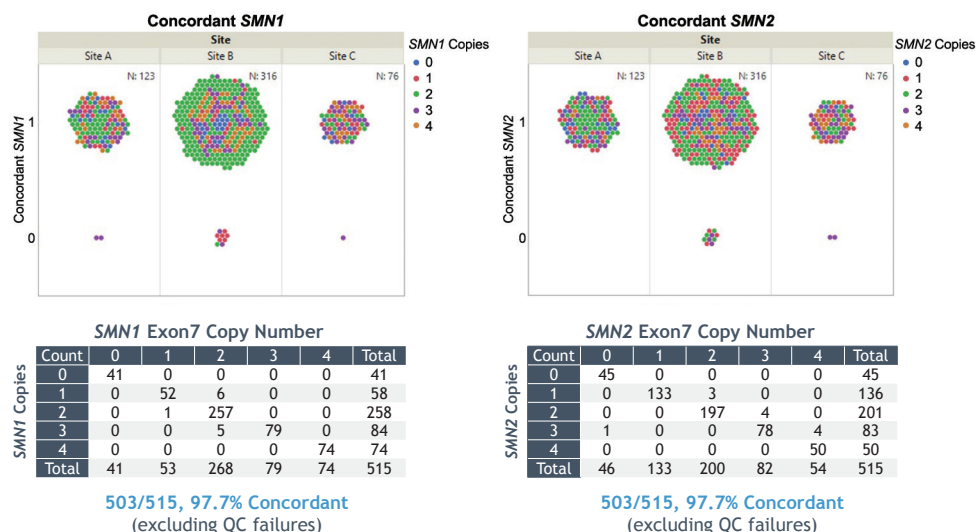 Concordant SMN1
Site
Site A Site B Site C
SMN1 Copies
0
1
2
3
4
N: 123 N: 316 N: 76
Concordant SMN1
1
0
SMN1 Exon7 Copy Number
SMN1 Copies
Count 0 1 2 3 4 Total
0 41 0 0 0 0 41
1 0 52 6 0 0 58
2 0 1 257 0 0 258
3 0 0 5 79 0 84
4 0 0 0 0 74 74
Total 41 53 268 79 74 515
503/515, 97.7% Concordant
(excluding QC failures)
Concordant SMN2
Site
Site A Site B Site C
SMN2 Copies
0
1
2
3
4
N: 123 N: 316 N: 76
Concordant SMN2
1
0
SMN2 Exon7 Copy Number
SMN2 Copies
Count 0 1 2 3 4 Total
0 45 0 0 0 0 45
1 0 133 3 0 0 136
2 0 0 197 4 0 201
3 1 0 0 78 4 83
4 0 0 0 0 50 50
Total 46 133 200 82 54 515
503/515, 97.7% Concordant
(excluding QC failures)